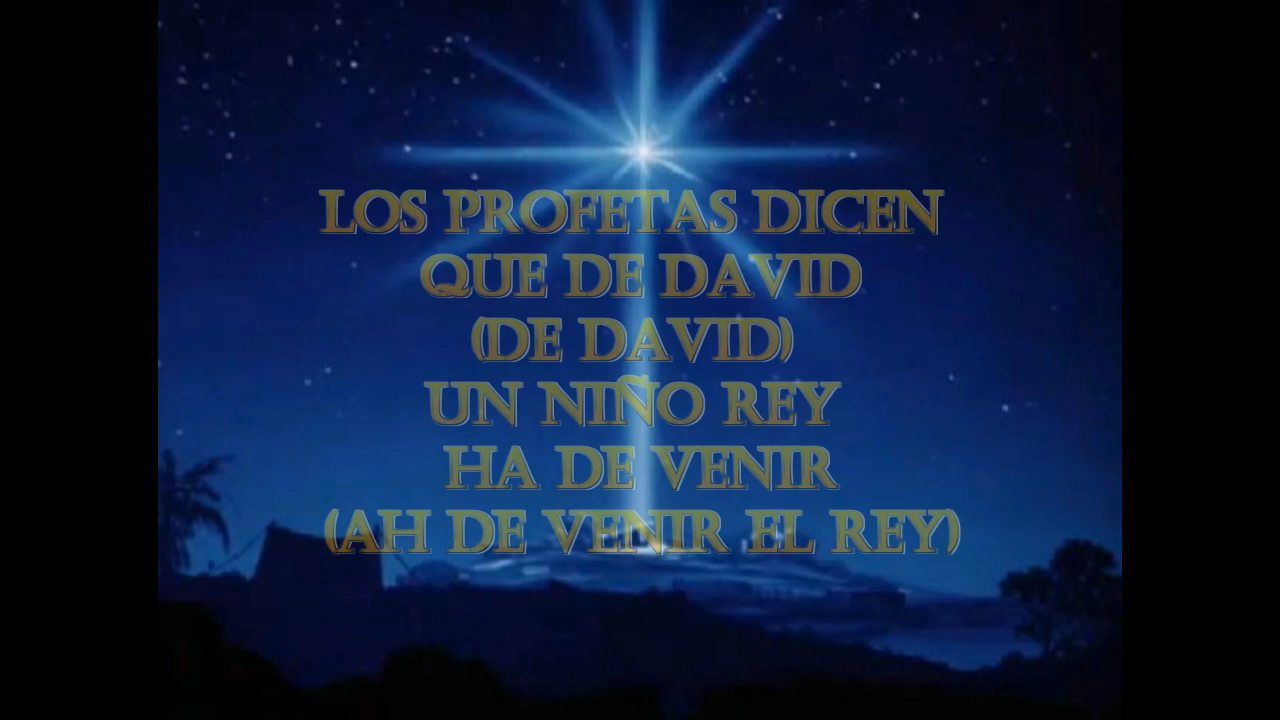 LOS PROFETAS DICEN
QUE DE DAVID
(DE DAVID)
UN NIÑO REY
HA DE VENIR
(AH DE VENIR EL REY)